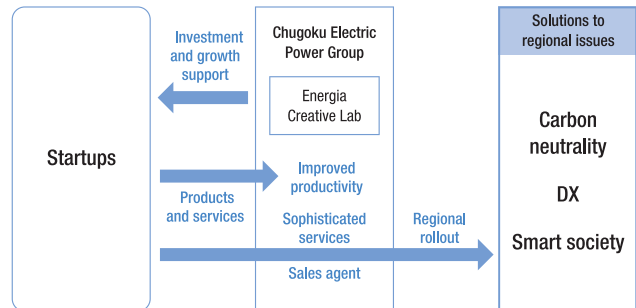 Startups
Investment
and growth
support
Products
and services
Chugoku Electric
Power Group
Energia
Creative Lab
Improved
productivity
Sophisticated
services
Sales agent
Regional
rollout
Solutions to
regional issues
Carbon
neutrality
DX
Smart society